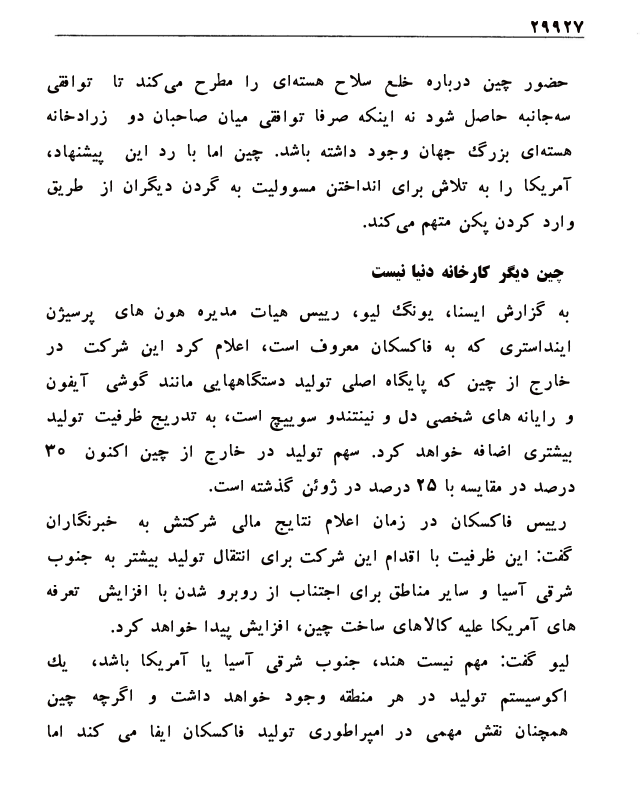 ۲۹۹۲۷
حضور چین درباره خلع سلاح هسته‌ای را مطرح می‌کند تا توافقی
سه‌جانبه حاصل شود نه اینکه صرفا توافقی میان صاحبان دو زرادخانه
هسته‌ای بزرگ جهان وجود داشته باشد. چین اما با رد این پیشنهاد،
آمریکا را به تلاش برای انداختن مسوولیت به گردن دیگران از طریق
وارد کردن پکن متهم می‌کند.
چین دیگر کارخانه دنیا نیست
به گزارش ایسنا، یونگ لیو، رییس هیات مدیره هون های پرسیژن
اینداستری که به فاکسکان معروف است، اعلام کرد این شرکت در
خارج از چین که پایگاه اصلی تولید دستگاههایی مانند گوشی آیفون
و رایانه های شخصی دل و نینتندو سوییچ است، به تدریج ظرفیت تولید
بیشتری اضافه خواهد کرد. سهم تولید در خارج از چین اکنون ۳۰
درصد در مقایسه با ۲۵ درصد در ژوئن گذشته است.
رییس فاکسکان در زمان اعلام نتایج مالی شرکتش به خبرنگاران
گفت: این ظرفیت با اقدام این شرکت برای انتقال تولید بیشتر به جنوب
شرقی آسیا و سایر مناطق برای اجتناب از روبرو شدن با افزایش تعرفه
های آمریکا علیه کالاهای ساخت چین، افزایش پیدا خواهد کرد.
لیو گفت: مهم نیست هند، جنوب شرقی آسیا یا آمریکا باشد، یك
اکوسیستم تولید در هر منطقه وجود خواهد داشت و اگرچه چین
همچنان نقش مهمی در امپراطوری تولید فاکسکان ایفا می کند اما